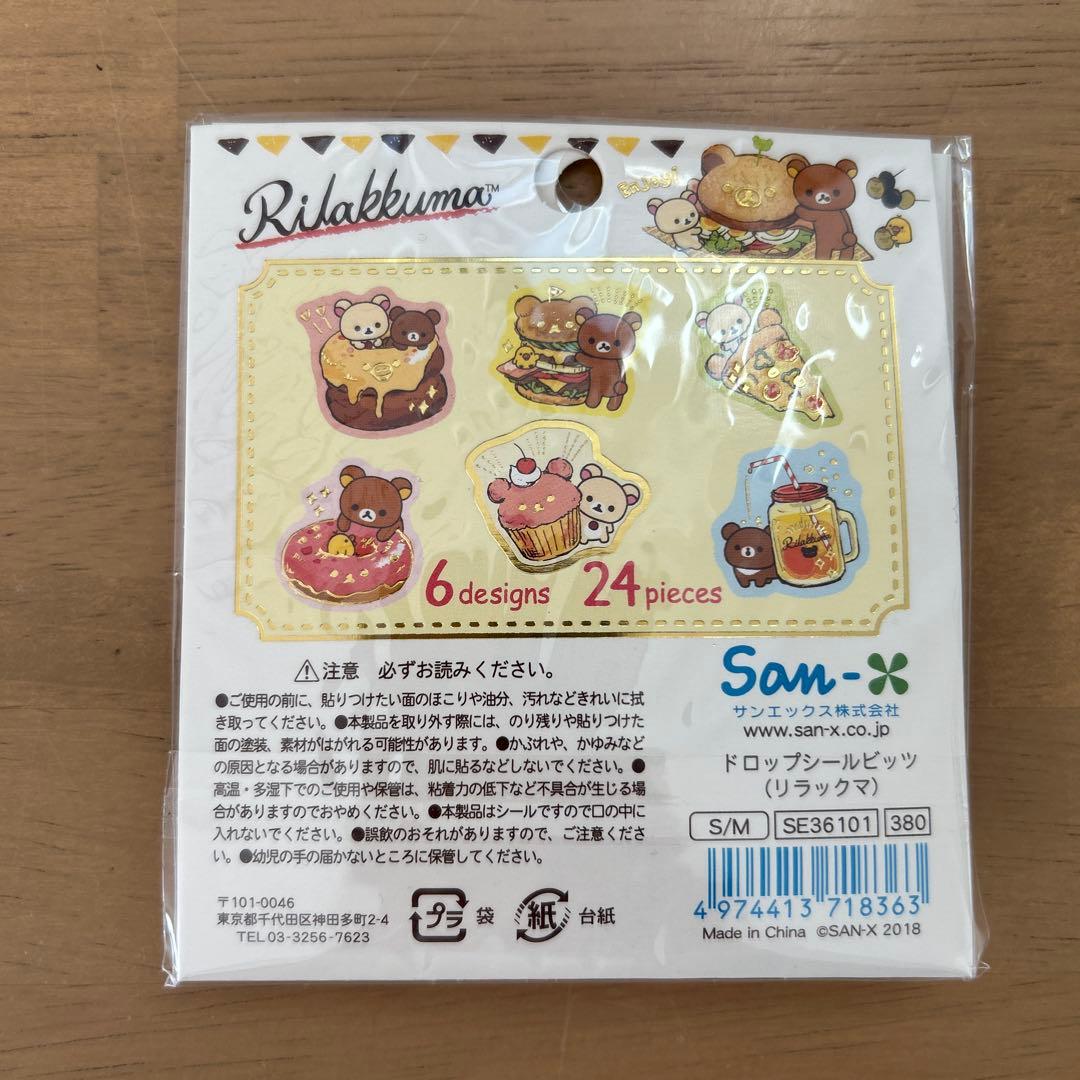 Rilakkuma™
Enjoy!
Rilakkuma
6 designs 24 pieces
⚠注意 必ずお読みください。
●ご使用の前に、貼りつけたい面のほこりや油分、汚れなどきれいに拭
き取ってください。●本製品を取り外す際には、のり残りや貼りつけた
面の塗装、素材がはがれる可能性があります。●かぶれや、かゆみなど
の原因となる場合がありますので、肌に貼るなどしないでください。●
高温・多湿下でのご使用や保管は、粘着力の低下など不具合が生じる場
合がありますのでおやめください。●本製品はシールですので口の中に
入れないでください。●誤飲のおそれがありますので、ご注意くださ
い。●幼児の手の届かないところに保管してください。
〒101-0046
東京都千代田区神田多町2-4
TEL 03-3256-7623
プラ 袋 紙 台紙
San-X
サンエックス株式会社
www.san-x.co.jp
ドロップシールビッツ
(リラックマ)
S/M SE36101 380
4 974413 718363
Made in China ©SAN-X 2018